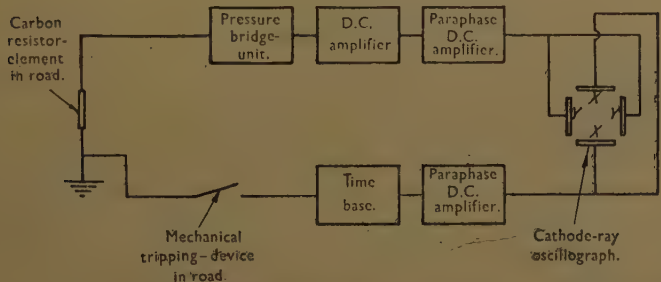 Carbon
resistor-
element
in road.
Pressure
bridge-
unit.
D.C.
amplifier
Paraphase
D.C.
amplifier.
X
Y Y
X
Time
base.
Paraphase
D.C.
amplifier.
Mechanical
tripping-device
in road.
Cathode-ray
oscillograph.